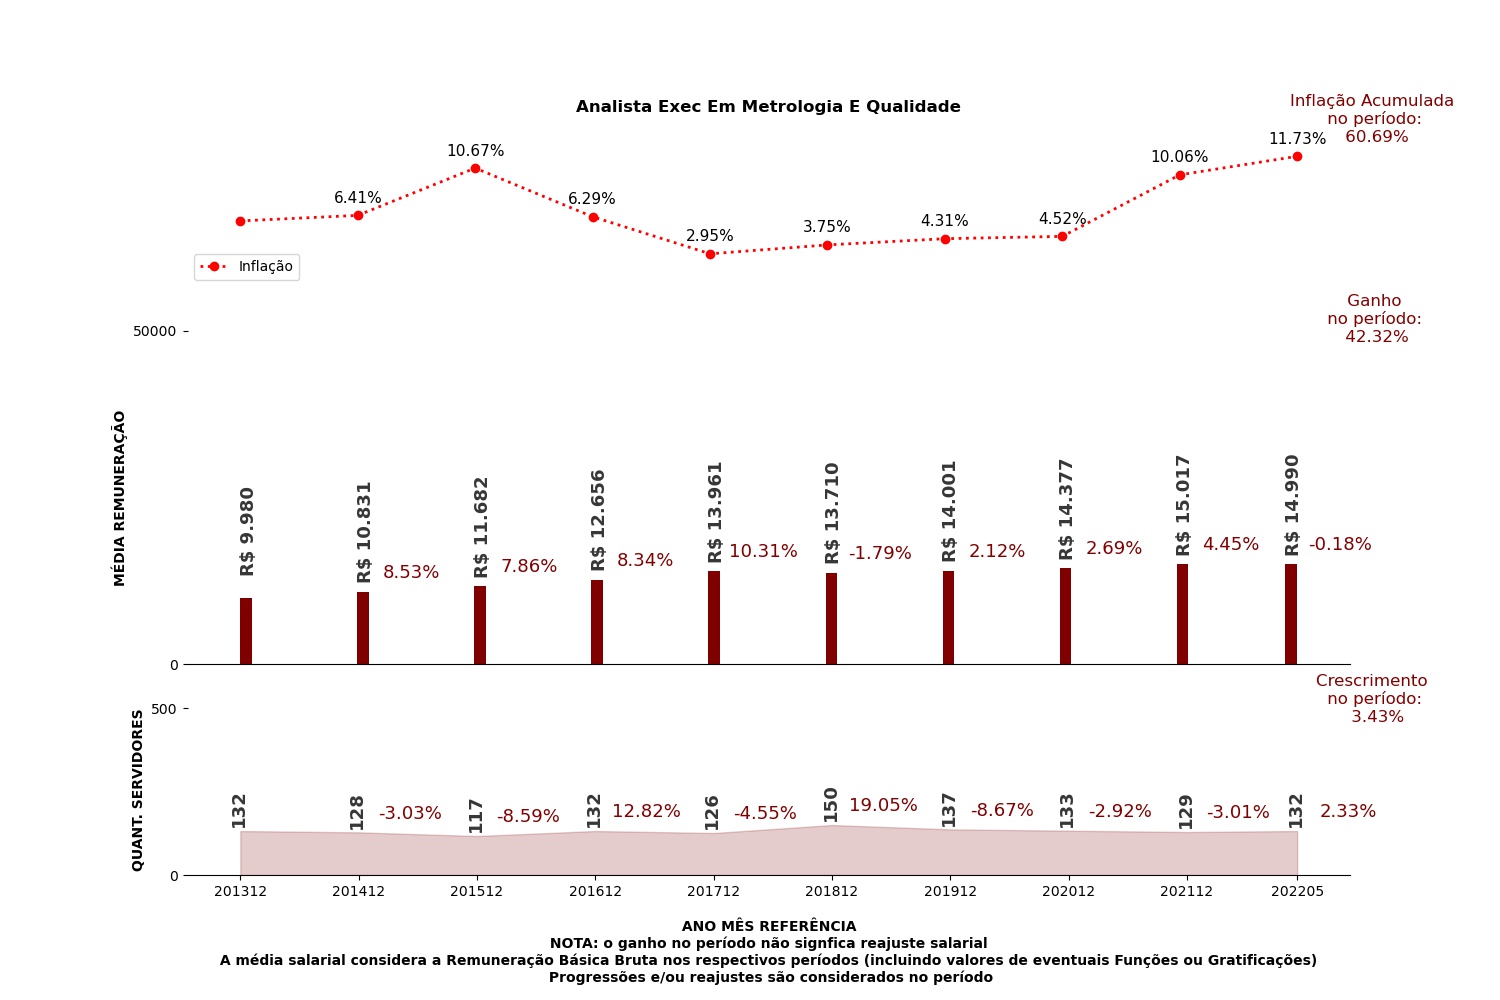 Analista Exec Em Metrologia E Qualidade
Inflação Acumulada
no período:
60.69%
6.41%
10.67%
6.29%
2.95%
3.75%
4.31%
4.52%
10.06%
11.73%
Inflação
Ganho
no período:
42.32%
50000
0
MÉDIA REMUNERAÇÃO
R$ 9.980
R$ 10.831
R$ 11.682
R$ 12.656
R$ 13.961
R$ 13.710
R$ 14.001
R$ 14.377
R$ 15.017
R$ 14.990
8.53%
7.86%
8.34%
10.31%
-1.79%
2.12%
2.69%
4.45%
-0.18%
Crescrimento
no período:
3.43%
500
0
QUANT. SERVIDORES
132
128
117
132
126
150
137
133
129
132
-3.03%
-8.59%
12.82%
-4.55%
19.05%
-8.67%
-2.92%
-3.01%
2.33%
201312
201412
201512
201612
201712
201812
201912
202012
202112
202205
ANO MÊS REFERÊNCIA
NOTA: o ganho no período não signfica reajuste salarial
A média salarial considera a Remuneração Básica Bruta nos respectivos períodos (incluindo valores de eventuais Funções ou Gratificações)
Progressões e/ou reajustes são considerados no período